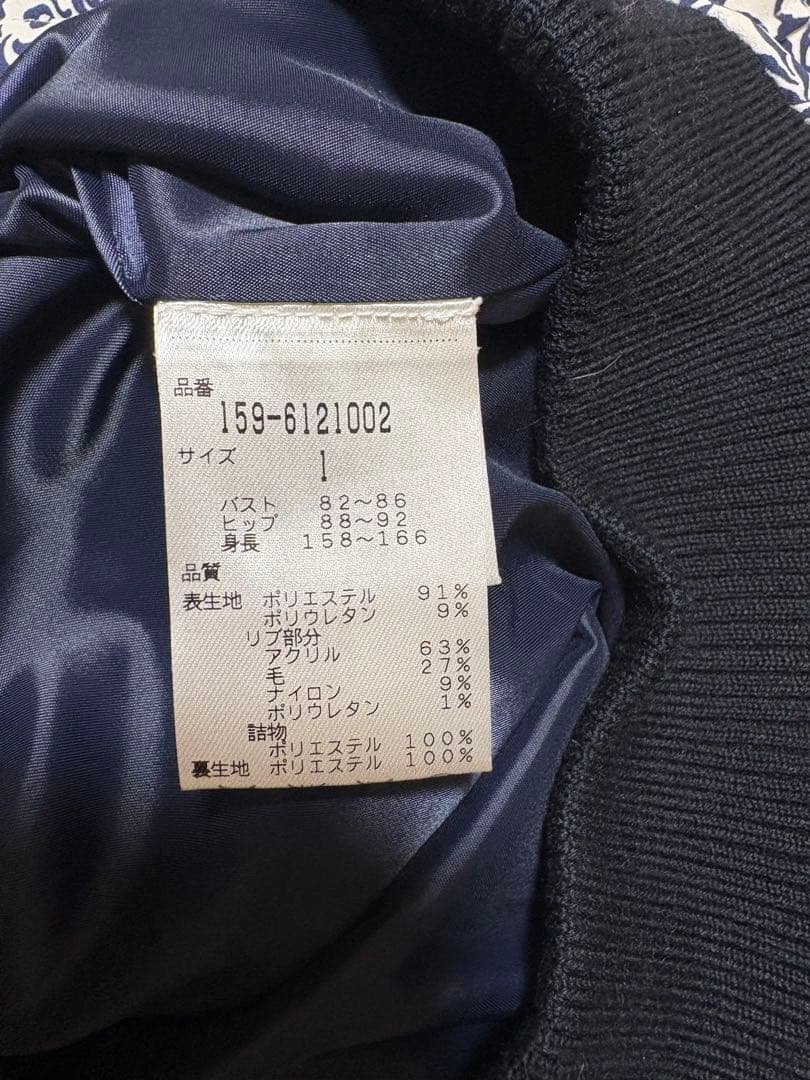 品番
159-6121002
サイズ
1
バスト 82～86
ヒップ 88～92
身長 158～166
品質
表生地 ポリエステル 91%
ポリウレタン 9%
リブ部分
アクリル 63%
毛 27%
ナイロン 9%
ポリウレタン 1%
詰物
ポリエステル 100%
裏生地 ポリエステル 100%